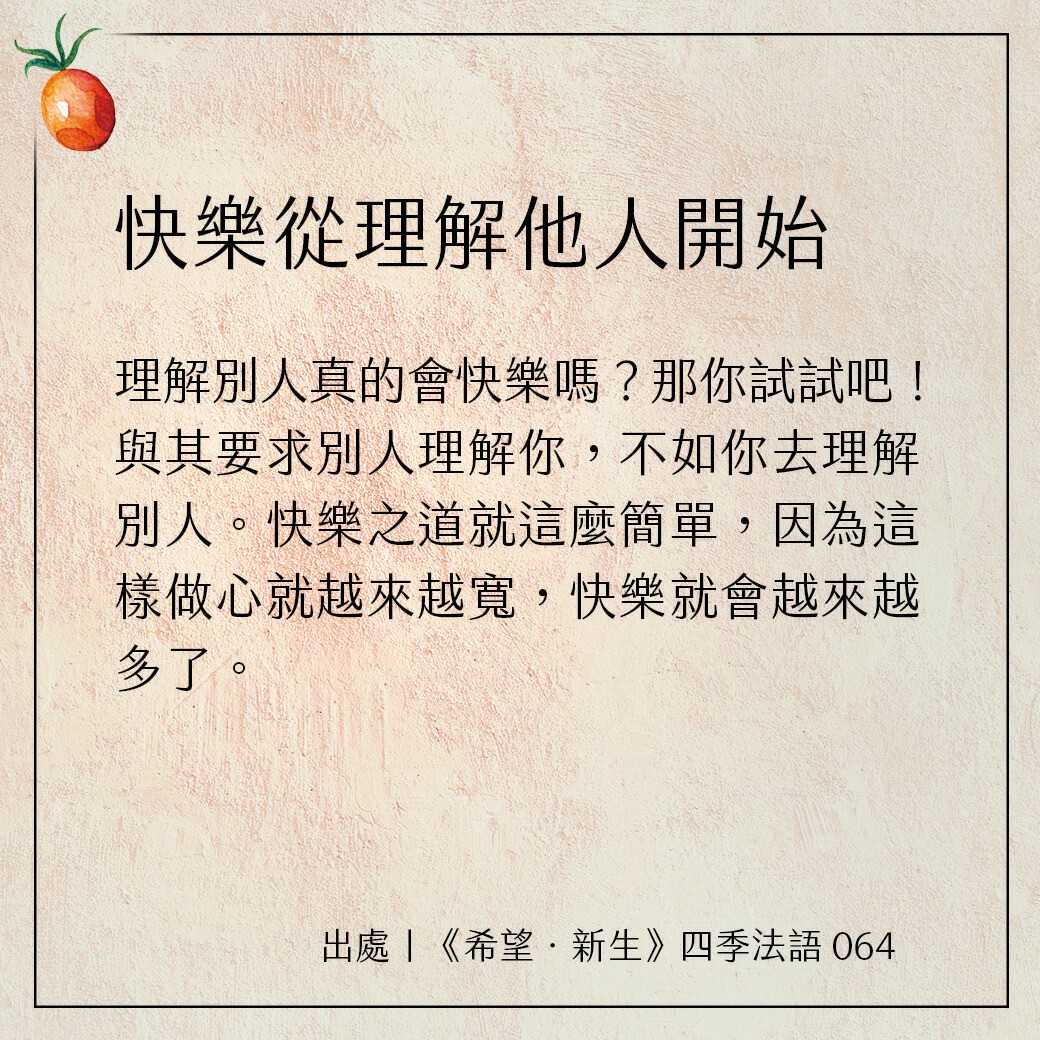 快樂從理解他人開始
理解別人真的會快樂嗎？那你試試吧！
與其要求別人理解你，不如你去理解
別人。快樂之道就這麼簡單，因為這
樣做心就越來越寬，快樂就會越來越
多了。
出處〡《希望．新生》四季法語 064